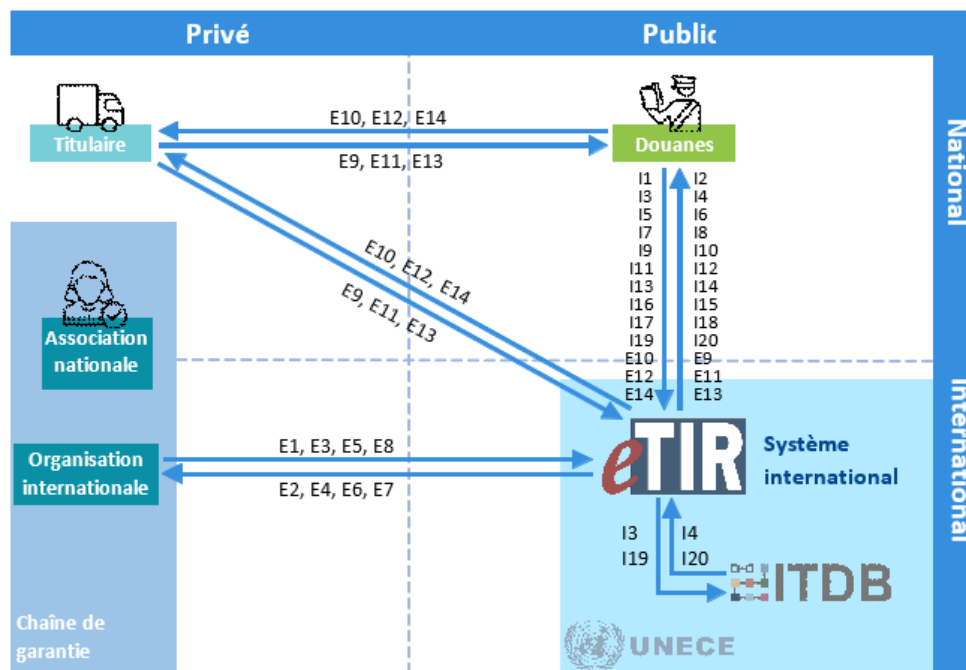 Privé
Public
National
International
Titulaire
E10, E12, E14
E9, E11, E13
Douanes
I1
I3
I5
I7
I9
I11
I13
I16
I17
I19
E10
E12
E14
I2
I4
I6
I8
I10
I12
I14
I15
I18
I20
E9
E11
E13
E10, E12, E14
E9, E11, E13
Association
nationale
Organisation
internationale
E1, E3, E5, E8
E2, E4, E6, E7
eTIR
Système
international
I3
I19
I4
I20
ITDB
Chaîne de
garantie
UNECE